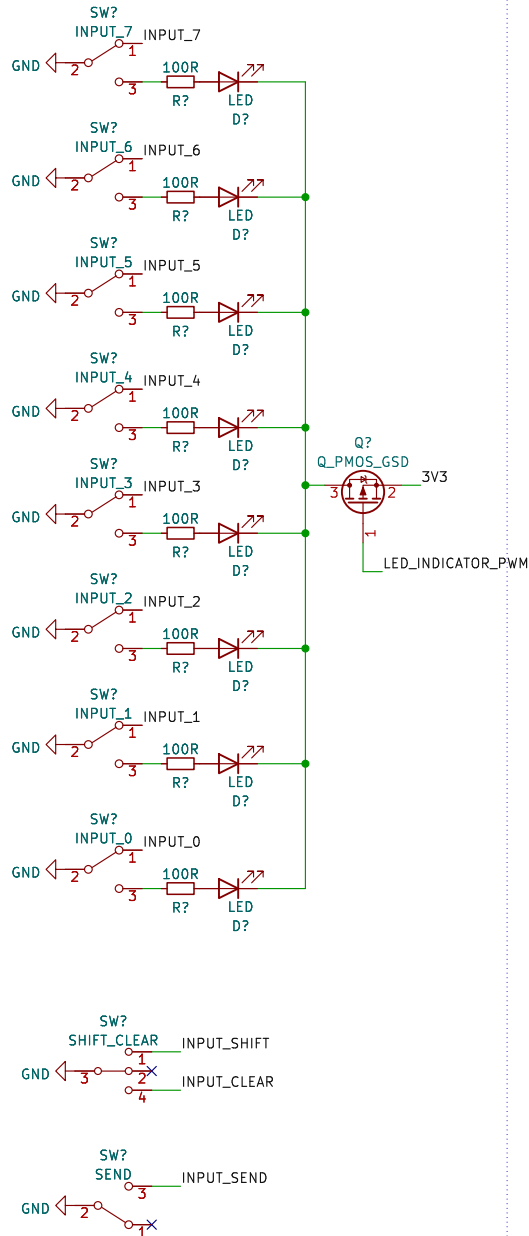 SW?
INPUT_7
INPUT_7
1
GND
2
100R
3
R?
LED
D?
SW?
INPUT_6
INPUT_6
1
GND
2
100R
3
R?
LED
D?
SW?
INPUT_5
INPUT_5
1
GND
2
100R
3
R?
LED
D?
SW?
INPUT_4
INPUT_4
1
GND
2
100R
3
R?
LED
D?
Q?
Q_PMOS_GSD
3
2
3V3
1
LED_INDICATOR_PWM
SW?
INPUT_3
INPUT_3
1
GND
2
100R
3
R?
LED
D?
SW?
INPUT_2
INPUT_2
1
GND
2
100R
3
R?
LED
D?
SW?
INPUT_1
INPUT_1
1
GND
2
100R
3
R?
LED
D?
SW?
INPUT_0
INPUT_0
1
GND
2
100R
3
R?
LED
D?
SW?
SHIFT_CLEAR
INPUT_SHIFT
1
GND
3
2
INPUT_CLEAR
4
SW?
SEND
INPUT_SEND
3
GND
2
1